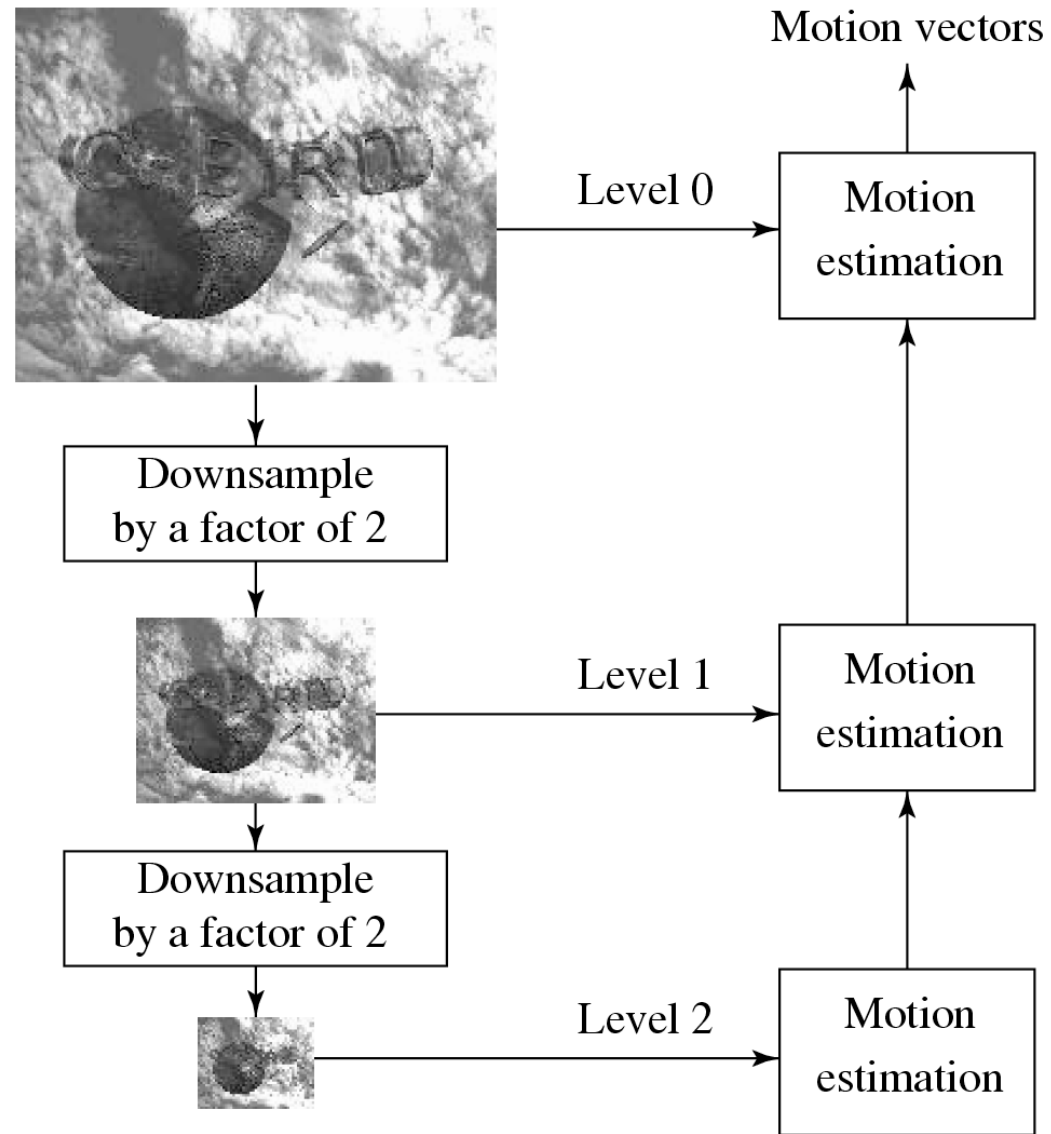 Motion vectors
Level 0
Motion
estimation
Downsample
by a factor of 2
Level 1
Motion
estimation
Downsample
by a factor of 2
Level 2
Motion
estimation